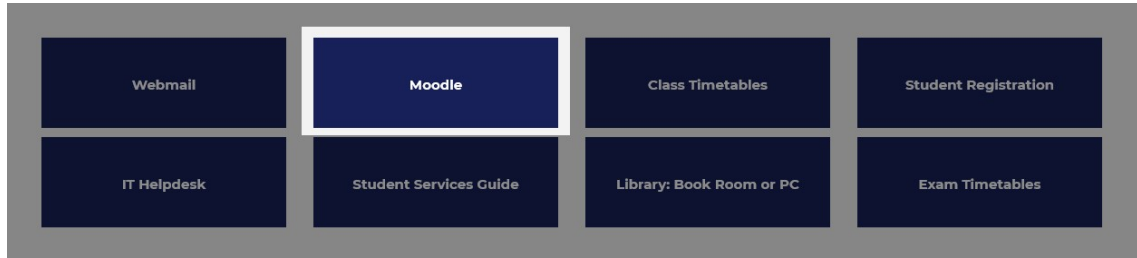 Webmail
Moodle
Class Timetables
Student Registration
IT Helpdesk
Student Services Guide
Library: Book Room or PC
Exam Timetables